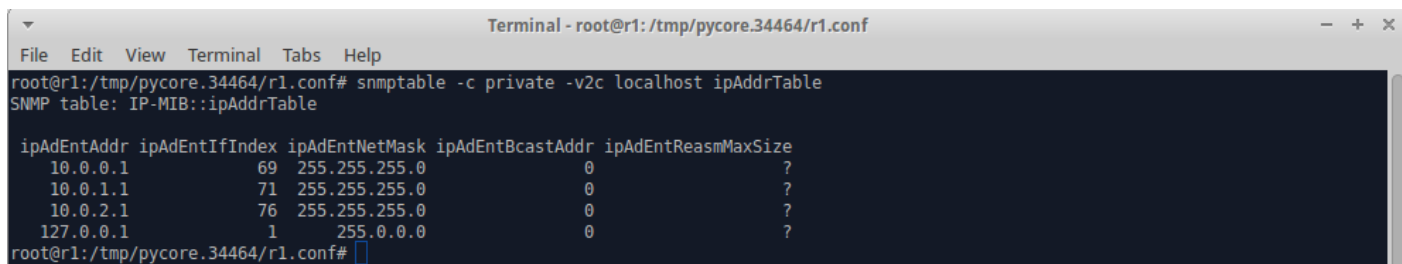 Terminal - root@r1: /tmp/pycore.34464/r1.conf
File Edit View Terminal Tabs Help
root@r1:/tmp/pycore.34464/r1.conf# snmptable -c private -v2c localhost ipAddrTable
SNMP table: IP-MIB::ipAddrTable
ipAdEntAddr ipAdEntIfIndex ipAdEntNetMask ipAdEntBcastAddr ipAdEntReasmMaxSize
10.0.0.1 69 255.255.255.0 0 ?
10.0.1.1 71 255.255.255.0 0 ?
10.0.2.1 76 255.255.255.0 0 ?
127.0.0.1 1 255.0.0.0 0 ?
root@r1:/tmp/pycore.34464/r1.conf#